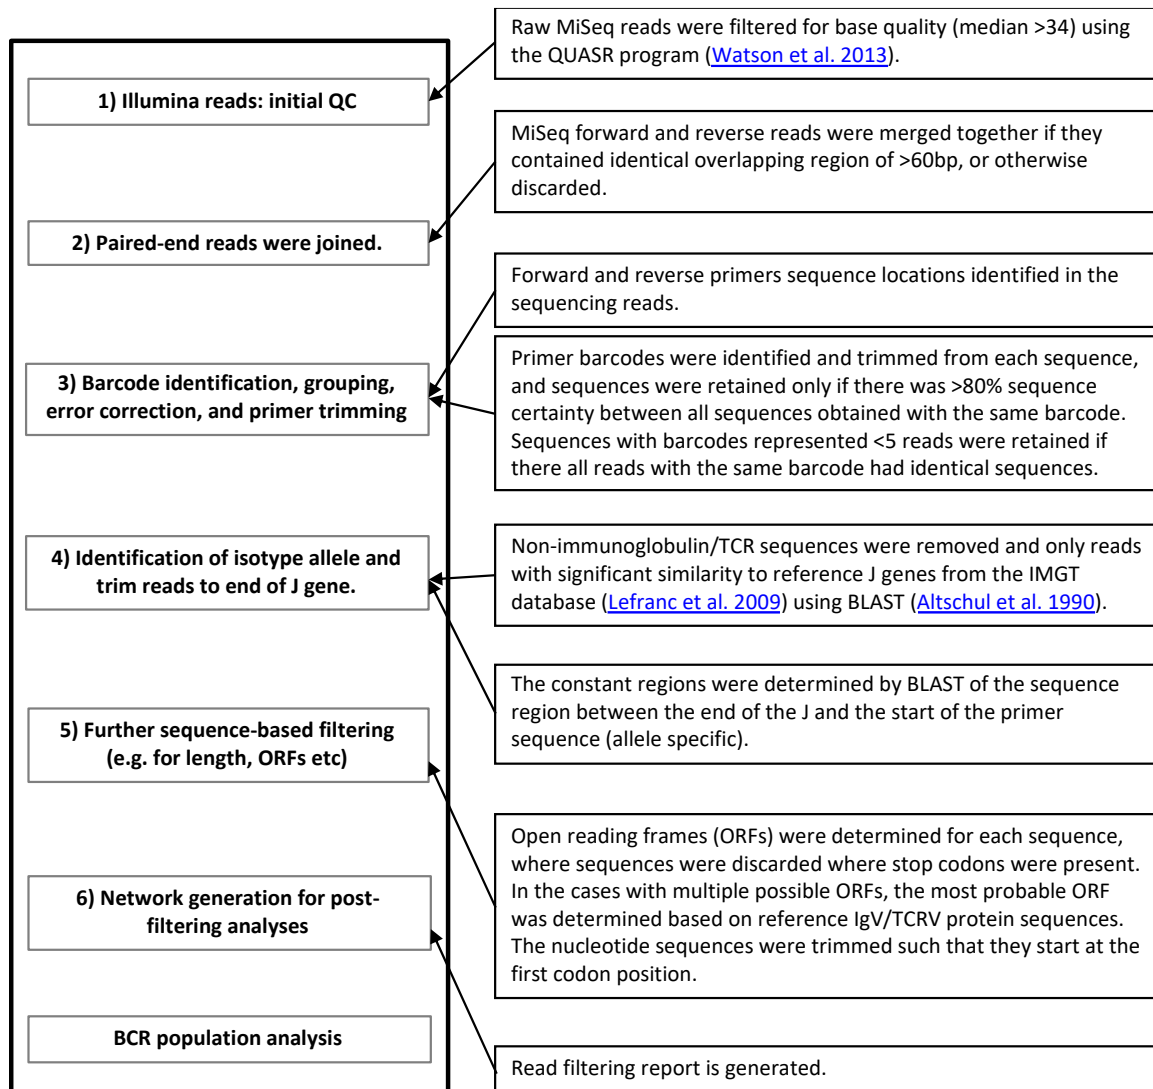 Raw MiSeq reads were filtered for base quality (median >34) using
the QUASR program (Watson et al. 2013).
1) Illumina reads: initial QC
MiSeq forward and reverse reads were merged together if they
contained identical overlapping region of >60bp, or otherwise
discarded.
2) Paired-end reads were joined.
Forward and reverse primers sequence locations identified in the
sequencing reads.
3) Barcode identification, grouping,
error correction, and primer trimming
Primer barcodes were identified and trimmed from each sequence,
and sequences were retained only if there was >80% sequence
certainty between all sequences obtained with the same barcode.
Sequences with barcodes represented <5 reads were retained if
there all reads with the same barcode had identical sequences.
4) Identification of isotype allele and
trim reads to end of J gene.
Non-immunoglobulin/TCR sequences were removed and only reads
with significant similarity to reference J genes from the IMGT
database (Lefranc et al. 2009) using BLAST (Altschul et al. 1990).
The constant regions were determined by BLAST of the sequence
region between the end of the J and the start of the primer
sequence (allele specific).
5) Further sequence-based filtering
(e.g. for length, ORFs etc)
Open reading frames (ORFs) were determined for each sequence,
where sequences were discarded where stop codons were present.
In the cases with multiple possible ORFs, the most probable ORF
was determined based on reference IgV/TCRV protein sequences.
The nucleotide sequences were trimmed such that they start at the
first codon position.
6) Network generation for post-
filtering analyses
BCR population analysis
Read filtering report is generated.